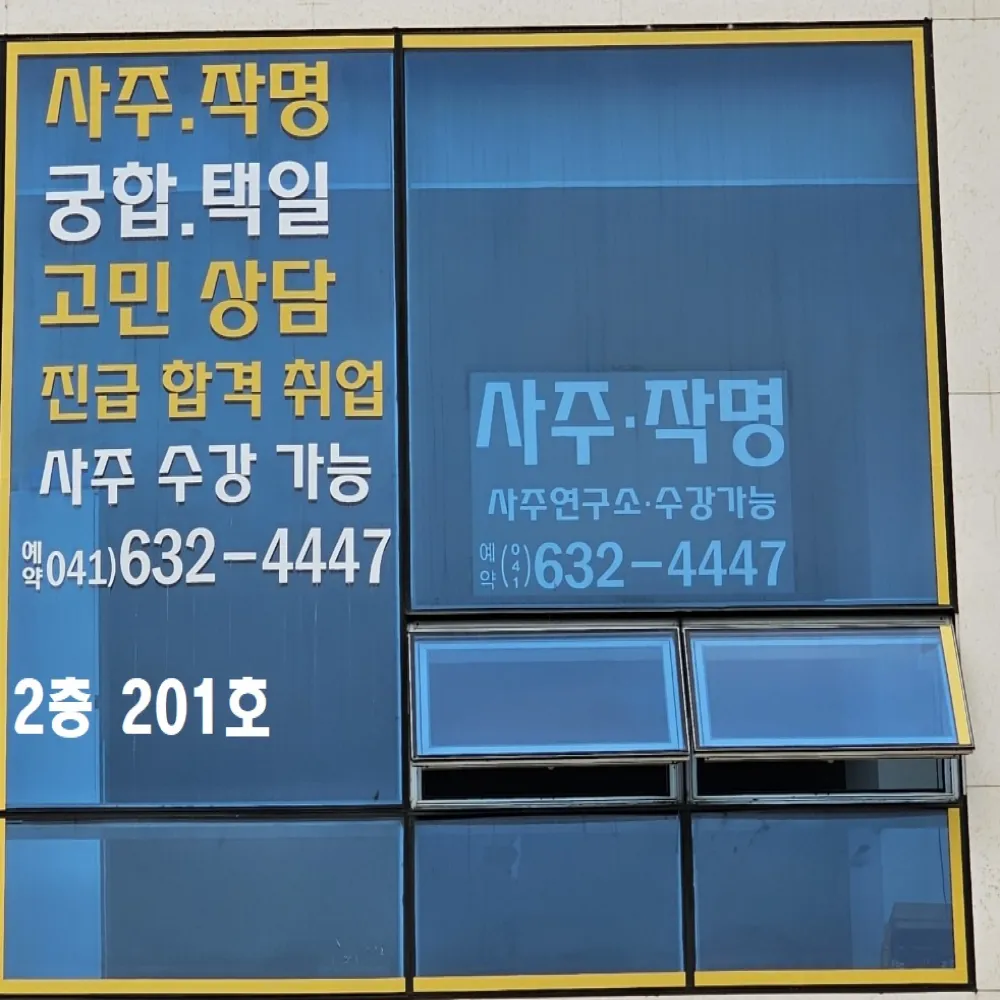 사주.작명
궁합.택일
고민 상담
진급 합격 취업
사주 수강 가능
예약 041)632-4447
2층 201호
사주·작명
사주연구소·수강가능
예약 (041)632-4447